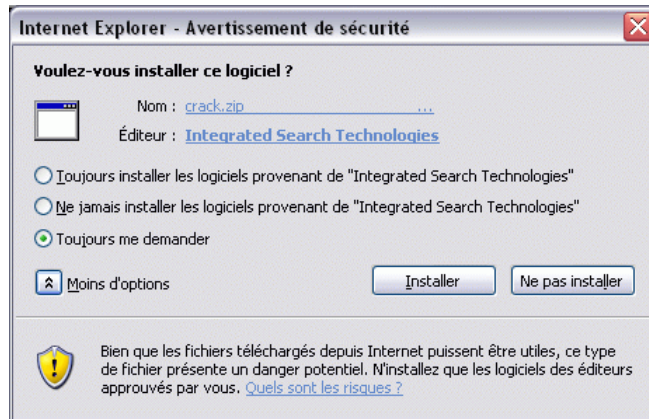 Internet Explorer - Avertissement de sécurité
Voulez-vous installer ce logiciel ?
Nom : crack.zip ...
Éditeur : Integrated Search Technologies
Toujours installer les logiciels provenant de "Integrated Search Technologies"
Ne jamais installer les logiciels provenant de "Integrated Search Technologies"
Toujours me demander
Moins d'options
Installer
Ne pas installer
Bien que les fichiers téléchargés depuis Internet puissent être utiles, ce type
de fichier présente un danger potentiel. N'installez que les logiciels des éditeurs
approuvés par vous. Quels sont les risques ?